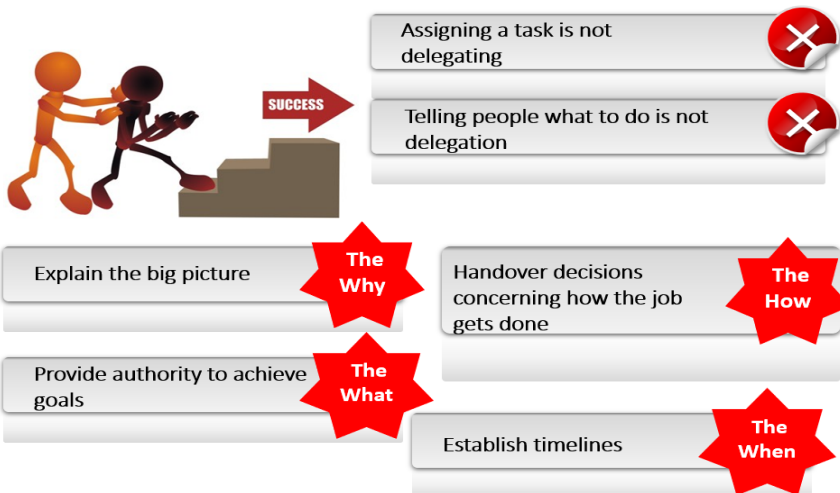 Assigning a task is not
delegating
SUCCESS
Telling people what to do is not
delegation
Explain the big picture
The
Why
Handover decisions
concerning how the job
gets done
The
How
Provide authority to achieve
goals
The
What
Establish timelines
The
When